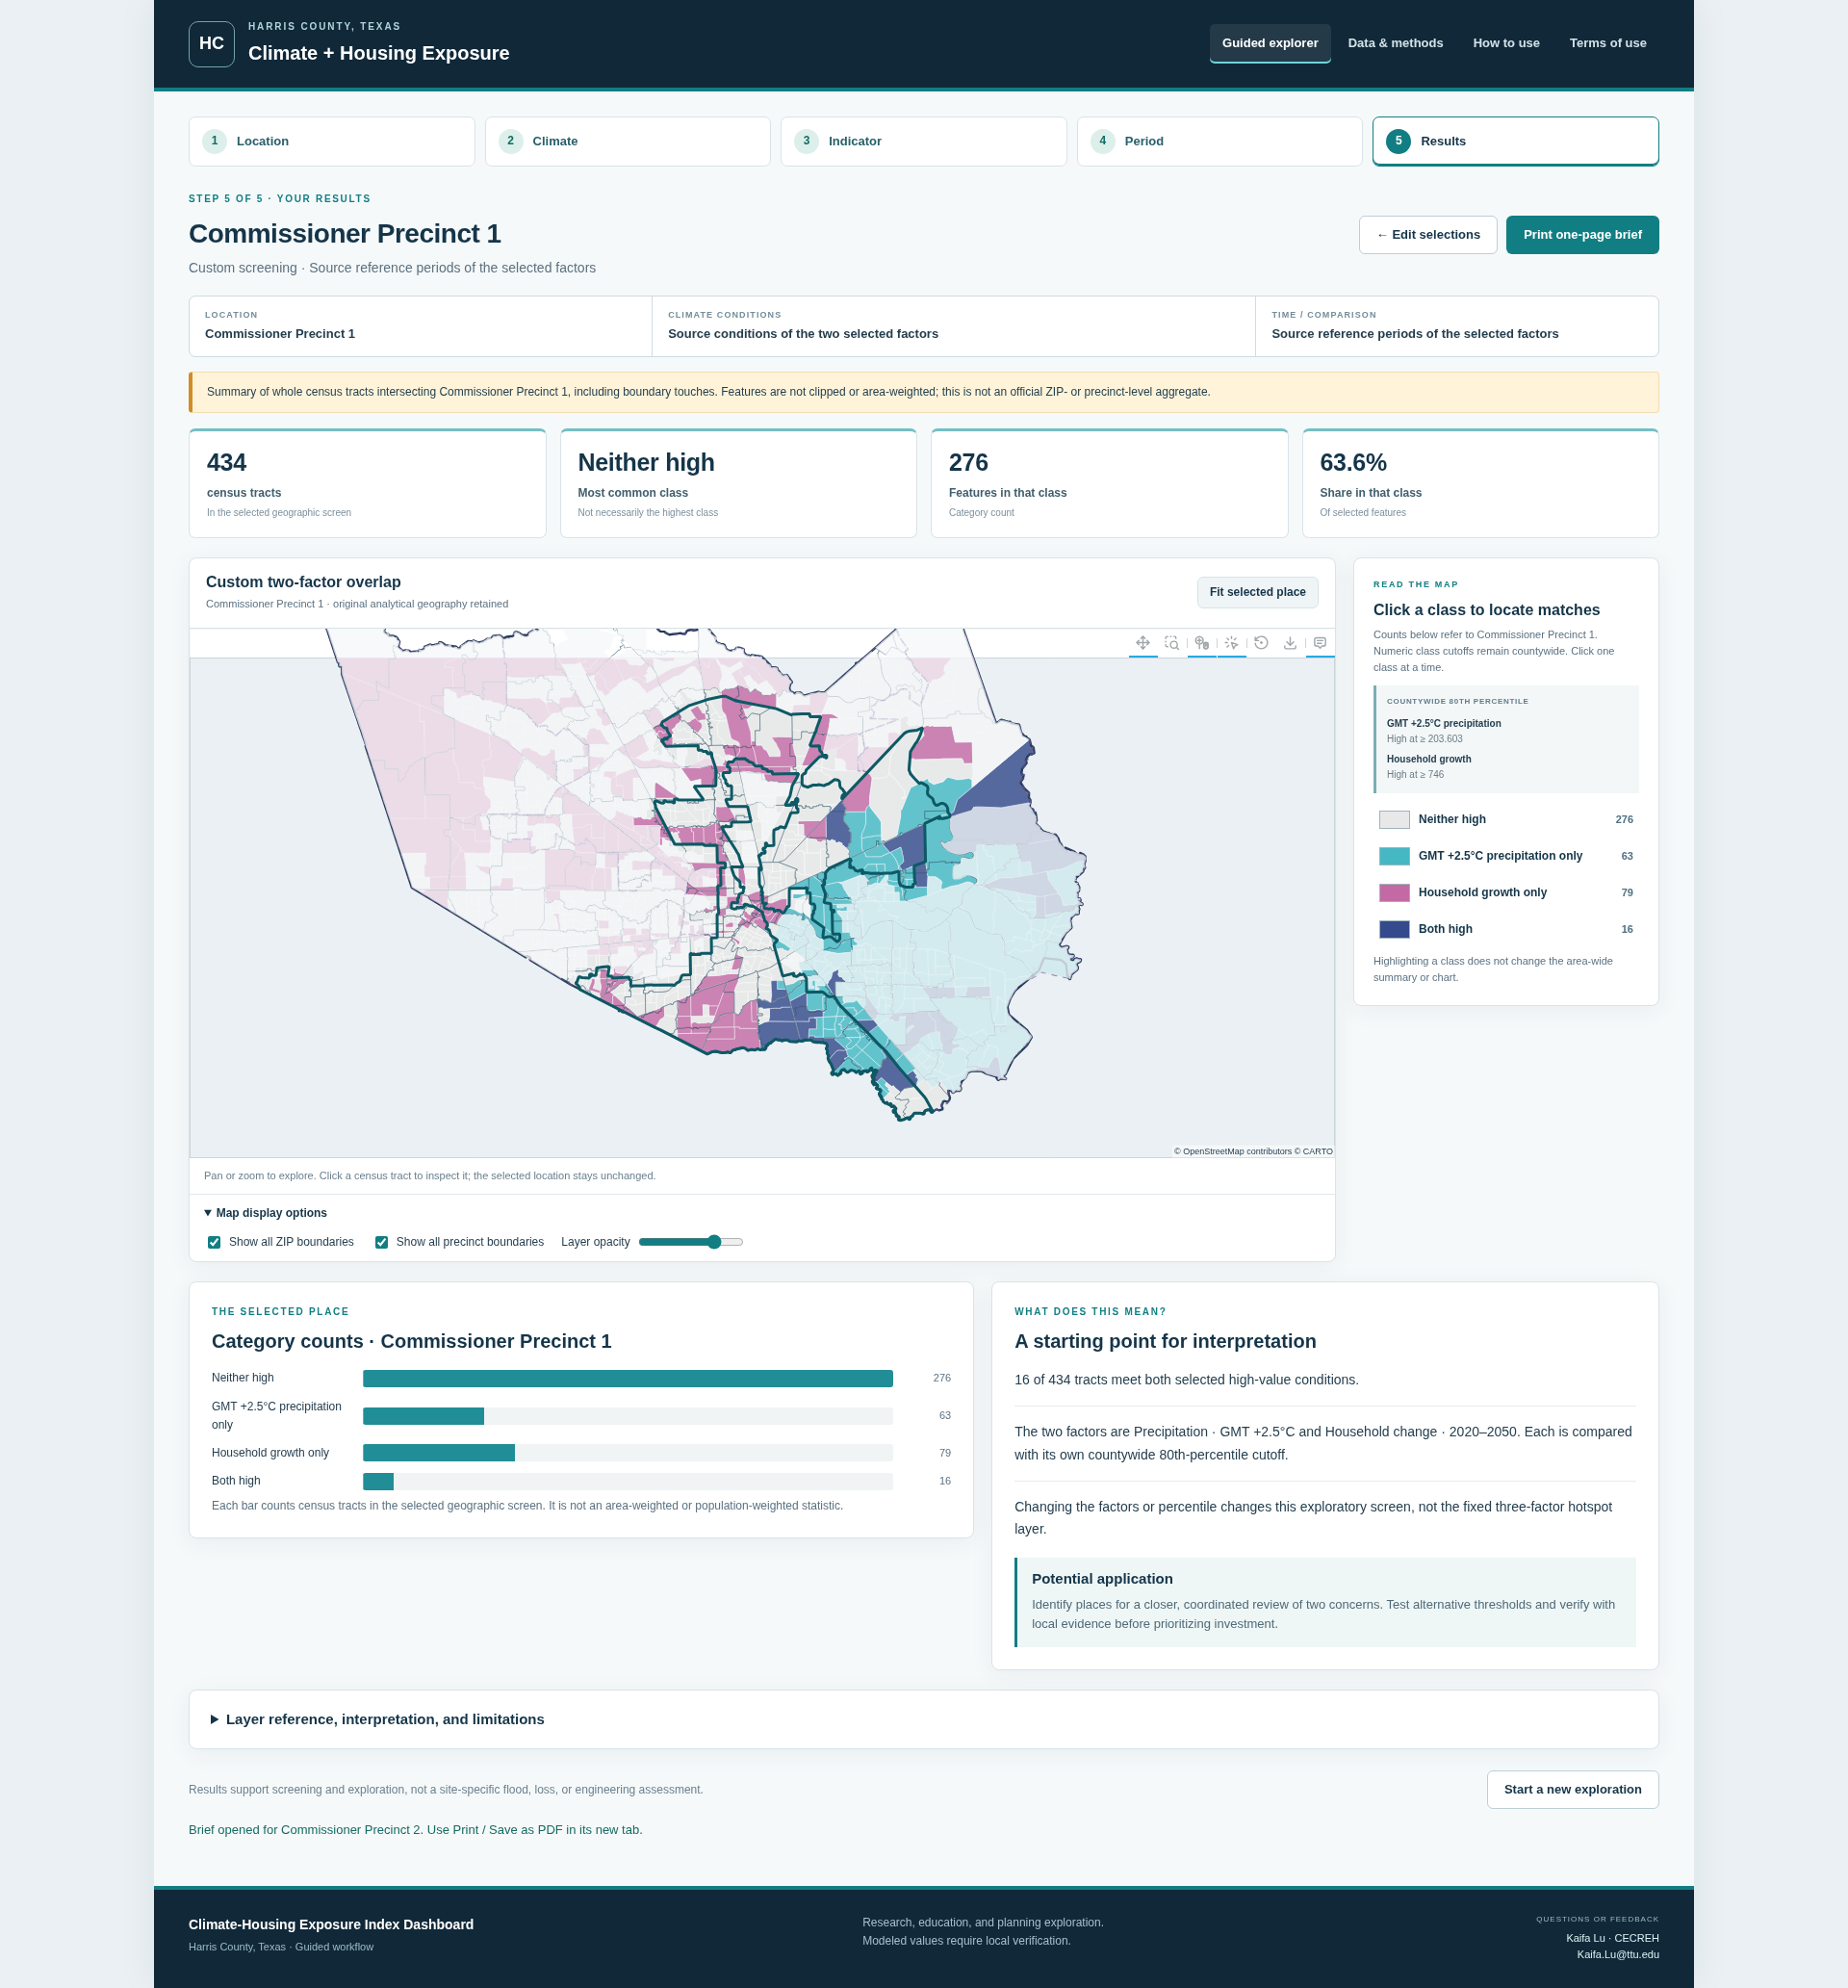 HC
HARRIS COUNTY, TEXAS
Climate + Housing Exposure
Guided explorer
Data & methods
How to use
Terms of use
1 Location
2 Climate
3 Indicator
4 Period
5 Results
STEP 5 OF 5 · YOUR RESULTS
Commissioner Precinct 1
Custom screening · Source reference periods of the selected factors
← Edit selections
Print one-page brief
LOCATION
Commissioner Precinct 1
CLIMATE CONDITIONS
Source conditions of the two selected factors
TIME / COMPARISON
Source reference periods of the selected factors
Summary of whole census tracts intersecting Commissioner Precinct 1, including boundary touches. Features are not clipped or area-weighted; this is not an official ZIP- or precinct-level aggregate.
434
census tracts
In the selected geographic screen
Neither high
Most common class
Not necessarily the highest class
276
Features in that class
Category count
63.6%
Share in that class
Of selected features
Custom two-factor overlap
Commissioner Precinct 1 · original analytical geography retained
Fit selected place
© OpenStreetMap contributors © CARTO
Pan or zoom to explore. Click a census tract to inspect it; the selected location stays unchanged.
▼ Map display options
Show all ZIP boundaries
Show all precinct boundaries
Layer opacity
READ THE MAP
Click a class to locate matches
Counts below refer to Commissioner Precinct 1.
Numeric class cutoffs remain countywide. Click one
class at a time.
COUNTYWIDE 80TH PERCENTILE
GMT +2.5°C precipitation
High at ≥ 203.603
Household growth
High at ≥ 746
Neither high 276
GMT +2.5°C precipitation only 63
Household growth only 79
Both high 16
Highlighting a class does not change the area-wide
summary or chart.
THE SELECTED PLACE
Category counts · Commissioner Precinct 1
Neither high 276
GMT +2.5°C precipitation
only 63
Household growth only 79
Both high 16
Each bar counts census tracts in the selected geographic screen. It is not an area-weighted or population-weighted statistic.
WHAT DOES THIS MEAN?
A starting point for interpretation
16 of 434 tracts meet both selected high-value conditions.
The two factors are Precipitation · GMT +2.5°C and Household change · 2020–2050. Each is compared
with its own countywide 80th-percentile cutoff.
Changing the factors or percentile changes this exploratory screen, not the fixed three-factor hotspot
layer.
Potential application
Identify places for a closer, coordinated review of two concerns. Test alternative thresholds and verify with
local evidence before prioritizing investment.
▶ Layer reference, interpretation, and limitations
Results support screening and exploration, not a site-specific flood, loss, or engineering assessment.
Start a new exploration
Brief opened for Commissioner Precinct 2. Use Print / Save as PDF in its new tab.
Climate-Housing Exposure Index Dashboard
Harris County, Texas · Guided workflow
Research, education, and planning exploration.
Modeled values require local verification.
QUESTIONS OR FEEDBACK
Kaifa Lu · CECREH
Kaifa.Lu@ttu.edu